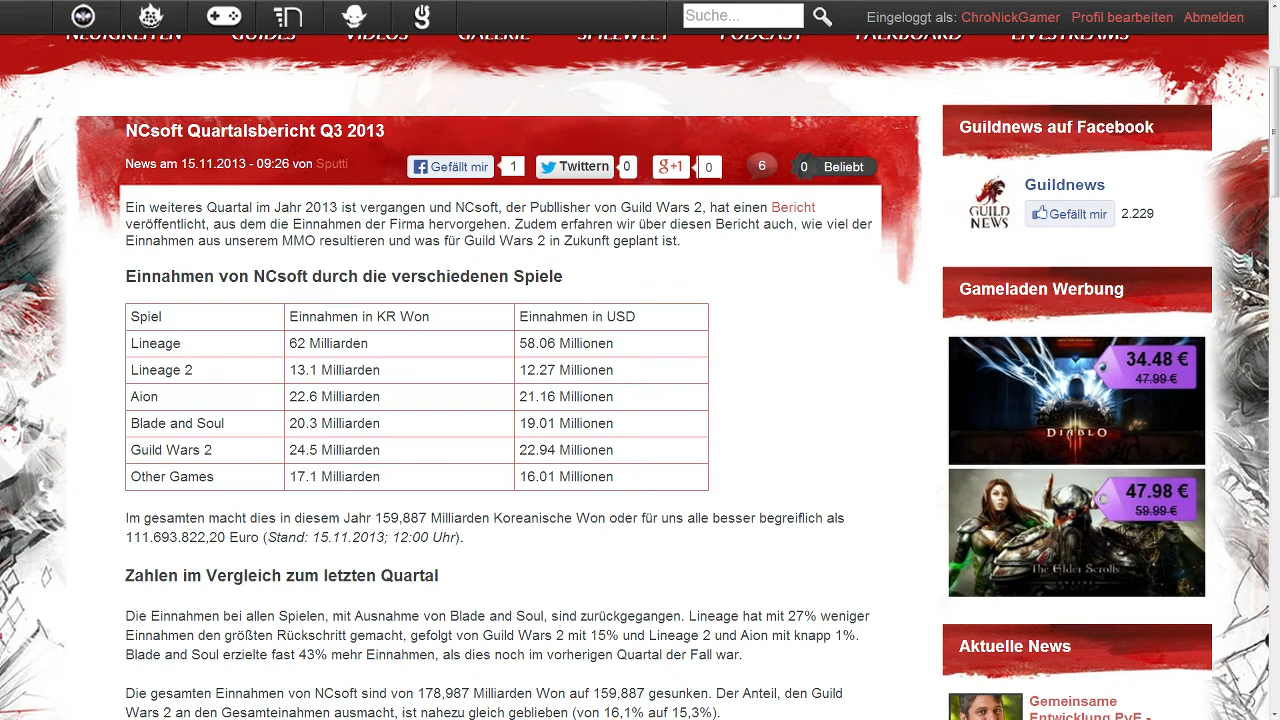 Suche...
Eingeloggt als: ChroNickGamer Profil bearbeiten Abmelden
NEUIGKEITEN GUIDES VIDEOS GALERIE SPIELWELT PODCAST TALKBOARD LIVESTREAMS
NCsoft Quartalsbericht Q3 2013
News am 15.11.2013 - 09:26 von Sputti
Gefällt mir 1 Twittern 0 g+1 0 6 0 Beliebt
Ein weiteres Quartal im Jahr 2013 ist vergangen und NCsoft, der Publlisher von Guild Wars 2, hat einen Bericht
veröffentlicht, aus dem die Einnahmen der Firma hervorgehen. Zudem erfahren wir über diesen Bericht auch, wie viel der
Einnahmen aus unserem MMO resultieren und was für Guild Wars 2 in Zukunft geplant ist.
Einnahmen von NCsoft durch die verschiedenen Spiele
Spiel Einnahmen in KR Won Einnahmen in USD
Lineage 62 Milliarden 58.06 Millionen
Lineage 2 13.1 Milliarden 12.27 Millionen
Aion 22.6 Milliarden 21.16 Millionen
Blade and Soul 20.3 Milliarden 19.01 Millionen
Guild Wars 2 24.5 Milliarden 22.94 Millionen
Other Games 17.1 Milliarden 16.01 Millionen
Im gesamten macht dies in diesem Jahr 159,887 Milliarden Koreanische Won oder für uns alle besser begreiflich als
111.693.822,20 Euro (Stand: 15.11.2013; 12:00 Uhr).
Zahlen im Vergleich zum letzten Quartal
Die Einnahmen bei allen Spielen, mit Ausnahme von Blade and Soul, sind zurückgegangen. Lineage hat mit 27% weniger
Einnahmen den größten Rückschritt gemacht, gefolgt von Guild Wars 2 mit 15% und Lineage 2 und Aion mit knapp 1%.
Blade and Soul erzielte fast 43% mehr Einnahmen, als dies noch im vorherigen Quartal der Fall war.
Die gesamten Einnahmen von NCsoft sind von 178,987 Milliarden Won auf 159,887 gesunken. Der Anteil, den Guild
Wars 2 an den Gesamteinnahmen ausmacht, ist nahezu gleich geblieben (von 16,1% auf 15,3%).
Guildnews auf Facebook
GUILD
NEWS
Guildnews
Gefällt mir 2.229
Gameladen Werbung
34.48 €
47.99 €
DIABLO
47.98 €
59.99 €
The Elder Scrolls
ONLINE
Aktuelle News
Gemeinsame
Entwicklung PvE -